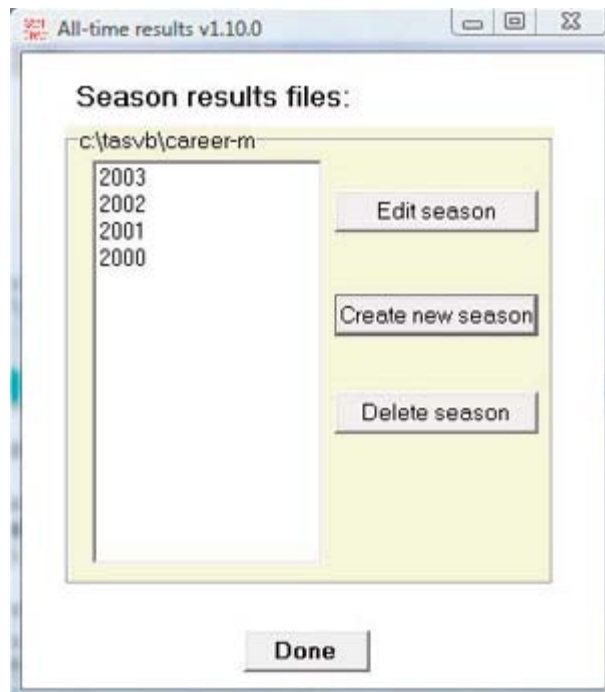 All-time results v1.10.0
Season results files:
c:\tasvb\career-m
2003
2002
2001
2000
Edit season
Create new season
Delete season
Done